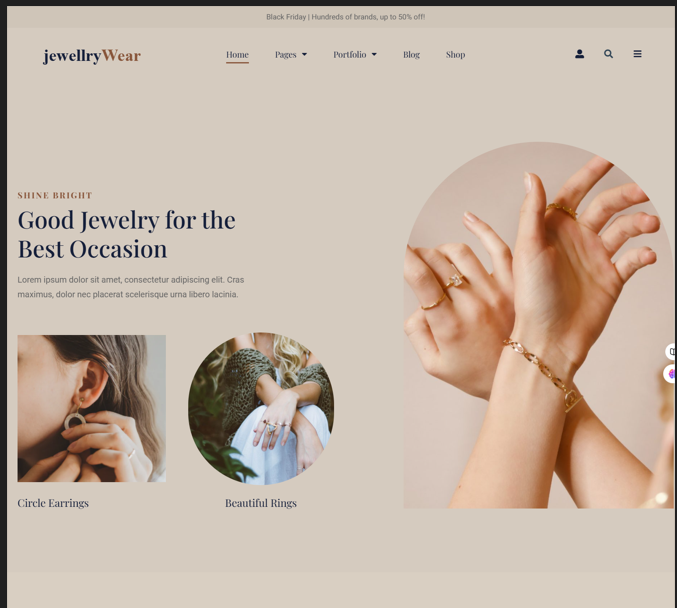 Black Friday | Hundreds of brands, up to 50% off!
jewellryWear
Home
Pages
Portfolio
Blog
Shop
SHINE BRIGHT
Good Jewelry for the
Best Occasion
Lorem ipsum dolor sit amet, consectetur adipiscing elit. Cras
maximus, dolor nec placerat scelerisque urna libero lacinia.
Circle Earrings
Beautiful Rings